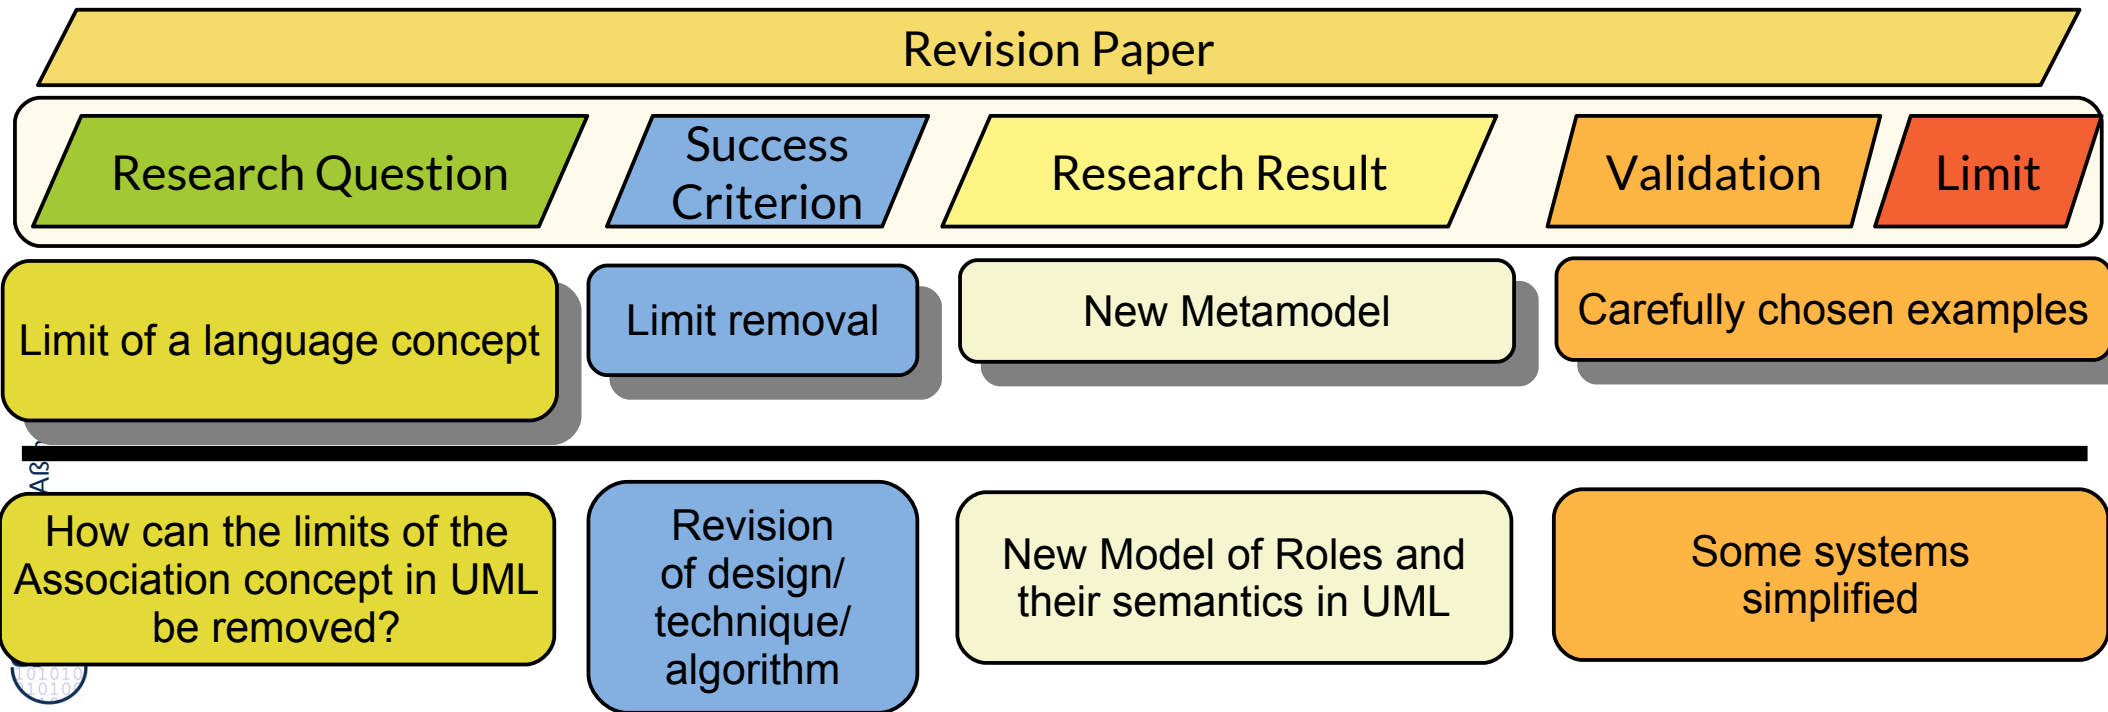 Revision Paper
Research Question
Success
Criterion
Research Result
Validation
Limit
Limit of a language concept
Limit removal
New Metamodel
Carefully chosen examples
How can the limits of the
Association concept in UML
be removed?
Revision
of design/
technique/
algorithm
New Model of Roles and
their semantics in UML
Some systems
simplified